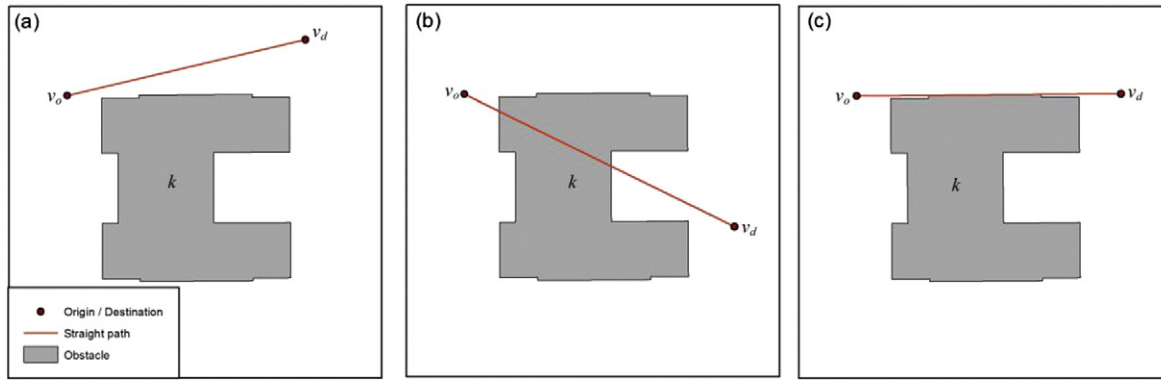 (a)
v_d
v_o
k
Origin / Destination
Straight path
Obstacle
(b)
v_o
k
v_d
(c)
v_o
v_d
k